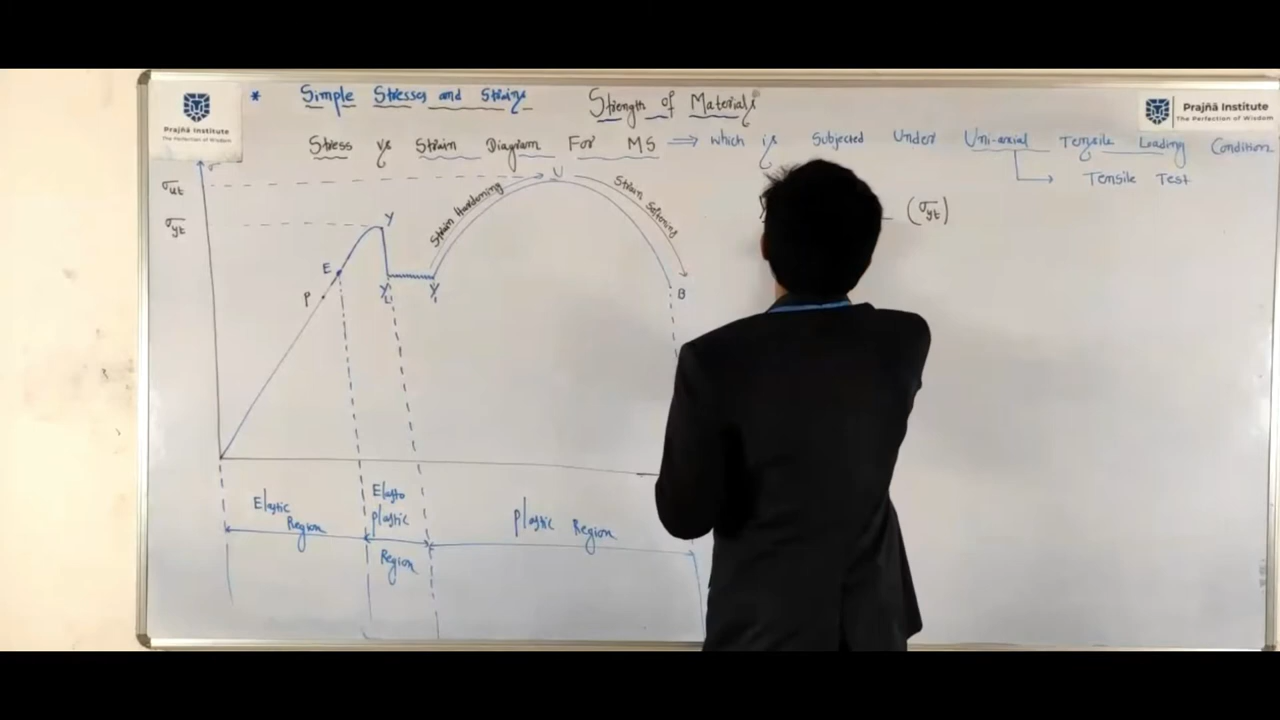 * Simple Stresses and Strains
Strength of Materials
Prajñā Institute
The Perfection of Wisdom
Prajñā Institute
The Perfection of Wisdom
Stress vs Strain Diagram For MS ⇒ which is Subjected Under Uni-axial Tensile Loading Condition
Tensile Test
σut
σyt
U
Strain Hardening
Strain Softening
(σyt)
Y
E
P
YL
Y1
B
Elastic
Region
Elasto
plastic
Region
Plastic Region